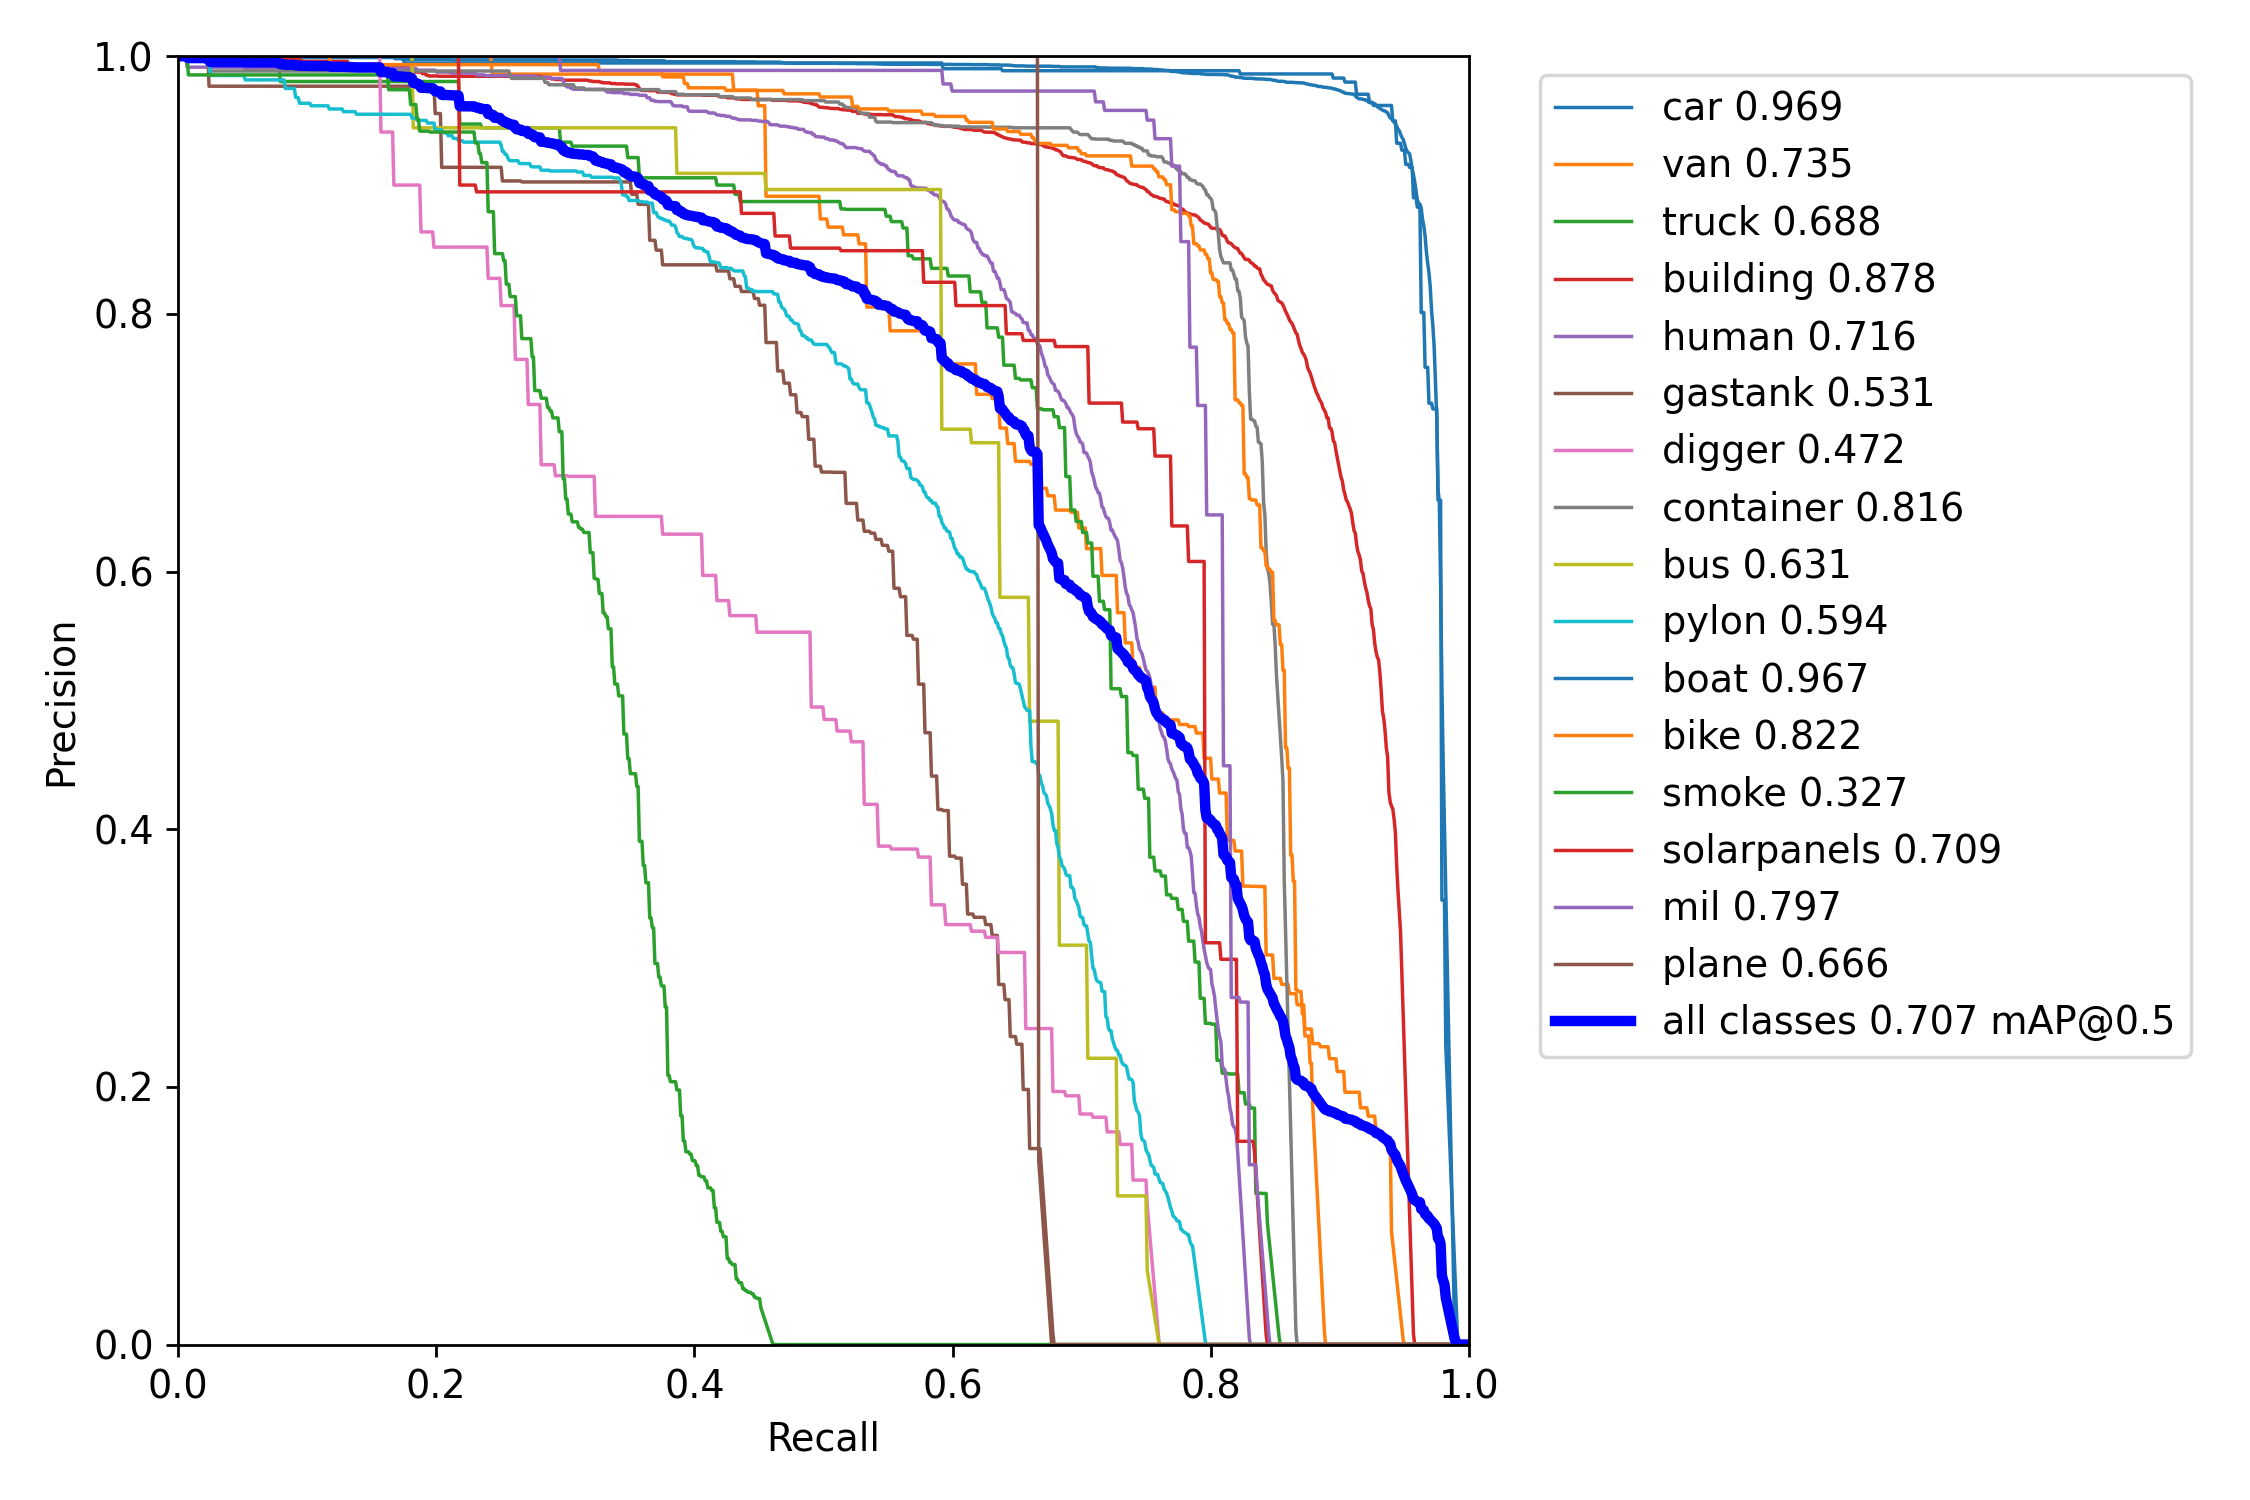 1.0
0.8
0.6
0.4
0.2
0.0
Precision
0.0 0.2 0.4 0.6 0.8 1.0
Recall
car 0.969
van 0.735
truck 0.688
building 0.878
human 0.716
gastank 0.531
digger 0.472
container 0.816
bus 0.631
pylon 0.594
boat 0.967
bike 0.822
smoke 0.327
solarpanels 0.709
mil 0.797
plane 0.666
all classes 0.707 mAP@0.5